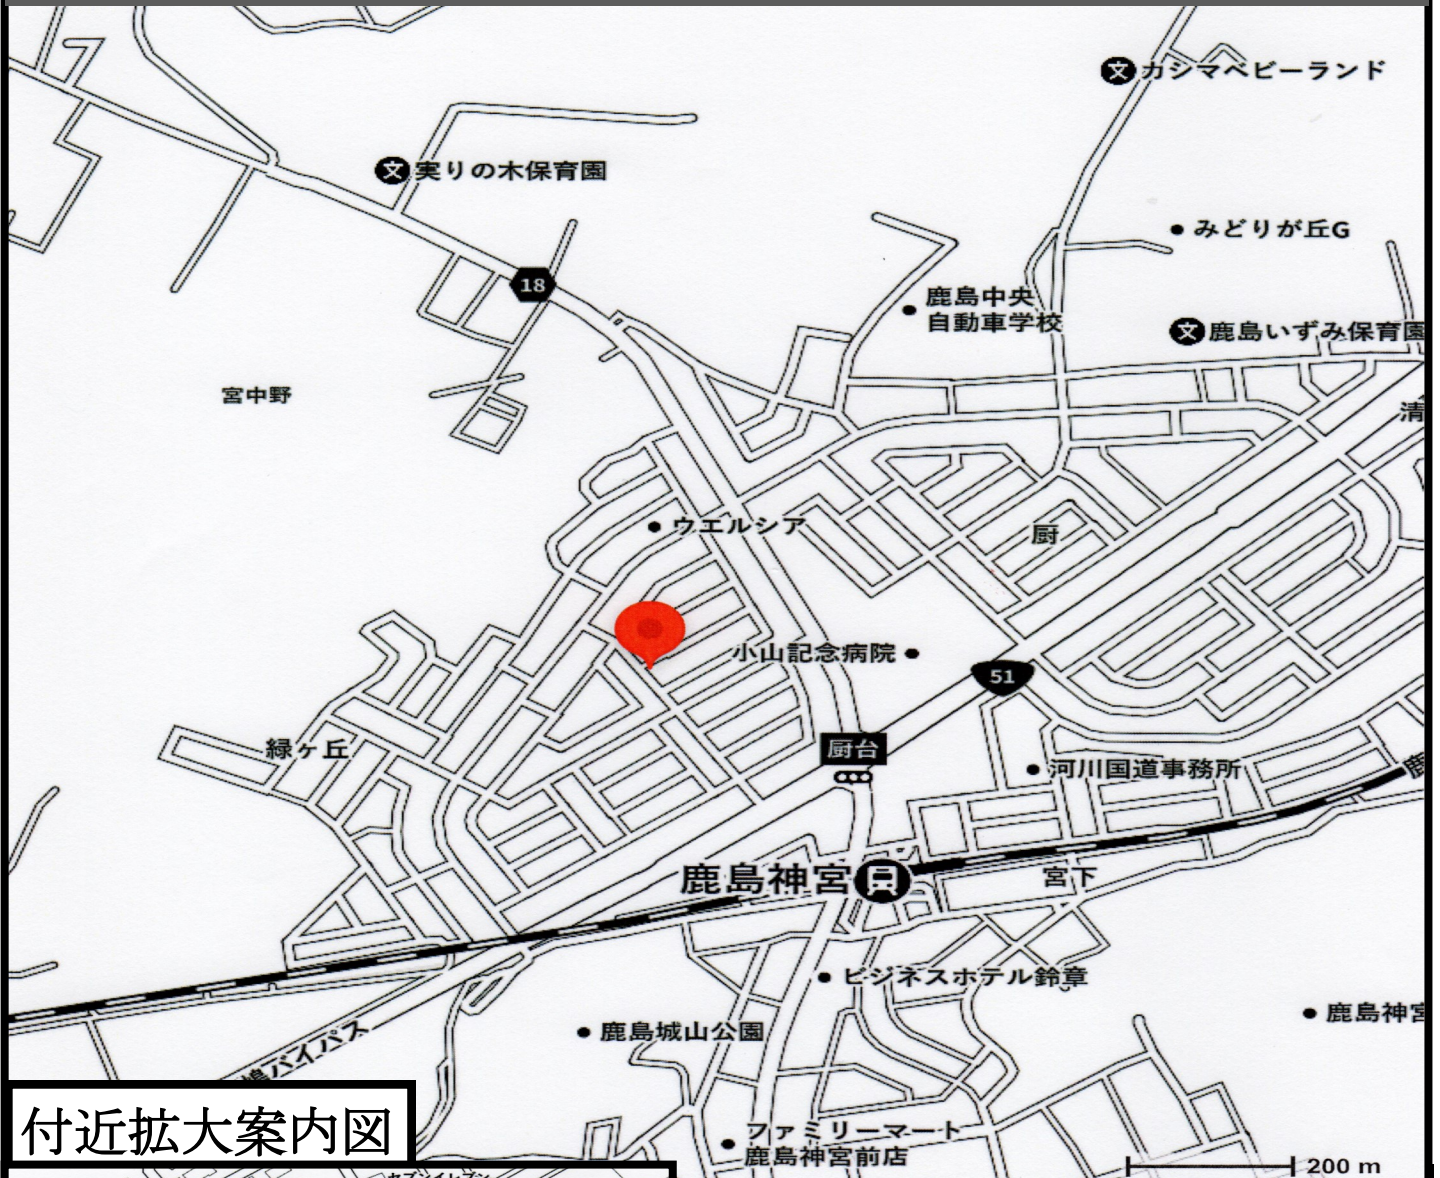 文 カシマベビーランド
文 実りの木保育園
みどりが丘G
18
鹿島中央
自動車学校
文 鹿島いずみ保育園
宮中野
清
ウエルシア
厨
小山記念病院
51
緑ヶ丘
厨台
河川国道事務所
鹿
鹿島神宮
宮下
ビジネスホテル鈴章
鹿島神宮
鹿島城山公園
嶋バイパス
付近拡大案内図
ファミリーマート
鹿島神宮前店
200 m